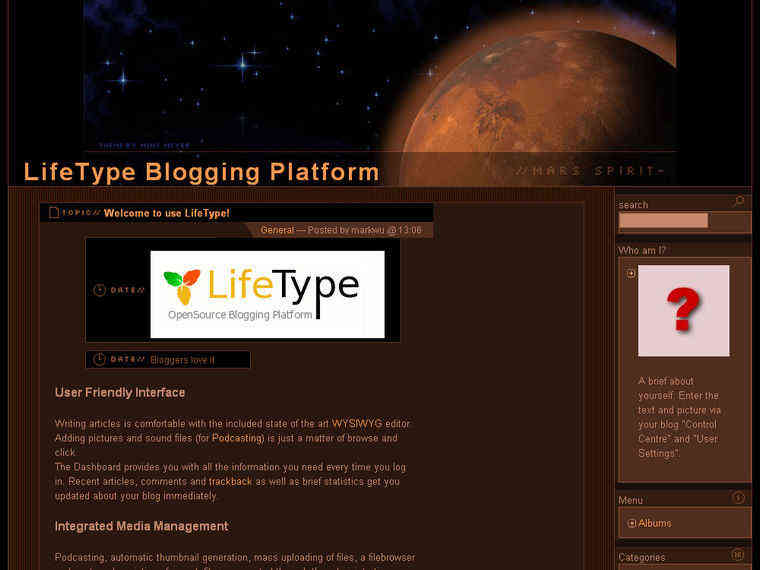 THEME BY MINT MEYER
LifeType Blogging Platform
//MARS SPIRIT~
TOPIC// Welcome to use LifeType!
General — Posted by markwu @ 13:06
DATE//
LifeType
OpenSource Blogging Platform
DATE// Bloggers love it
User Friendly Interface
Writing articles is comfortable with the included state of the art WYSIWYG editor.
Adding pictures and sound files (for Podcasting) is just a matter of browse and
click.
The Dashboard provides you with all the information you need every time you log
in. Recent articles, comments and trackback as well as brief statistics get you
updated about your blog immediately.
Integrated Media Management
Podcasting, automatic thumbnail generation, mass uploading of files, a filebrowser
search
Who am I?
?
A brief about
yourself. Enter the
text and picture via
your blog "Control
Centre" and "User
Settings".
Menu
Albums
Categories